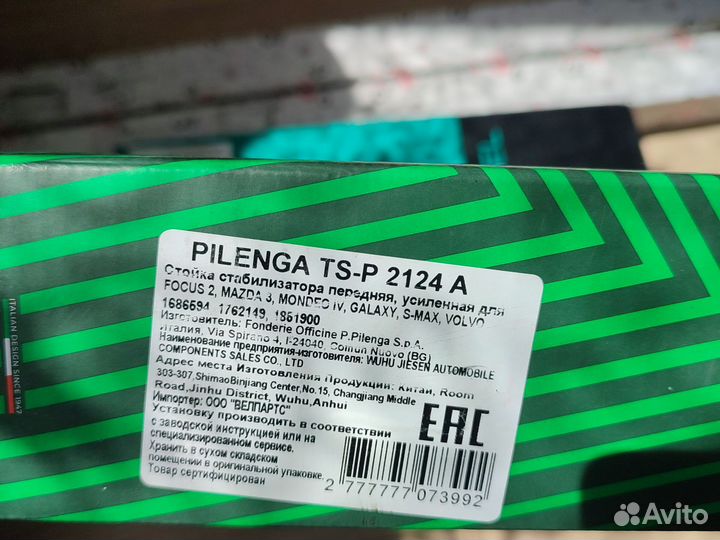 PILENGA TS-P 2124 A
Стойка стабилизатора передняя, усиленная для
FOCUS 2, MAZDA 3, MONDEO IV, GALAXY, S-MAX, VOLVO
1686594 1762149, 1851900
Изготовитель: Fonderie Officine P.Pilenga S.p.A.
Италия, Via Spirano 4, I-24040, Comun Nuovo (BG)
Наименование предприятия-изготовителя: WUHU JIESEN AUTOMOBILE
COMPONENTS SALES CO., LTD
Адрес места Изготовления Продукции: Китай, Room
303-307,ShimaoBinjiang Center,No.15, Changjiang Middle
Road,Jinhu District, Wuhu,Anhui
Импортер: ООО "ВЕЛЛПАРТС"
Установку производить в соответствии
с заводской инструкцией или на
специализированном сервисе.
Хранить в сухом складском
помещении в оригинальной упаковке.
Товар сертифицирован
EAC
2 777777 073992
ITALIAN DESIGN SINCE 1947
Avito